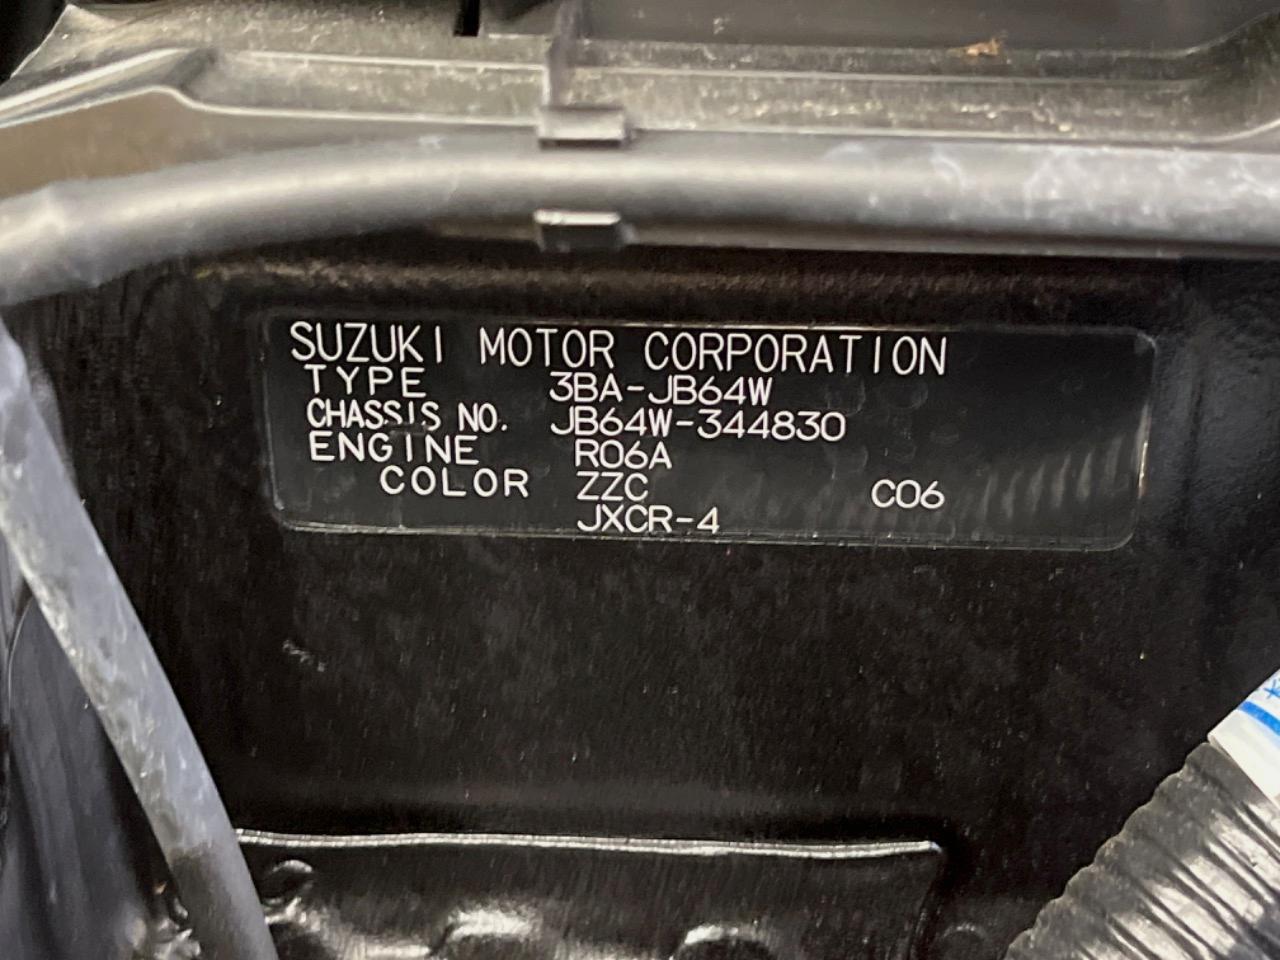 SUZUKI MOTOR CORPORATION
TYPE 3BA-JB64W
CHASSIS NO. JB64W-344830
ENGINE R06A
COLOR ZZC C06
JXCR-4